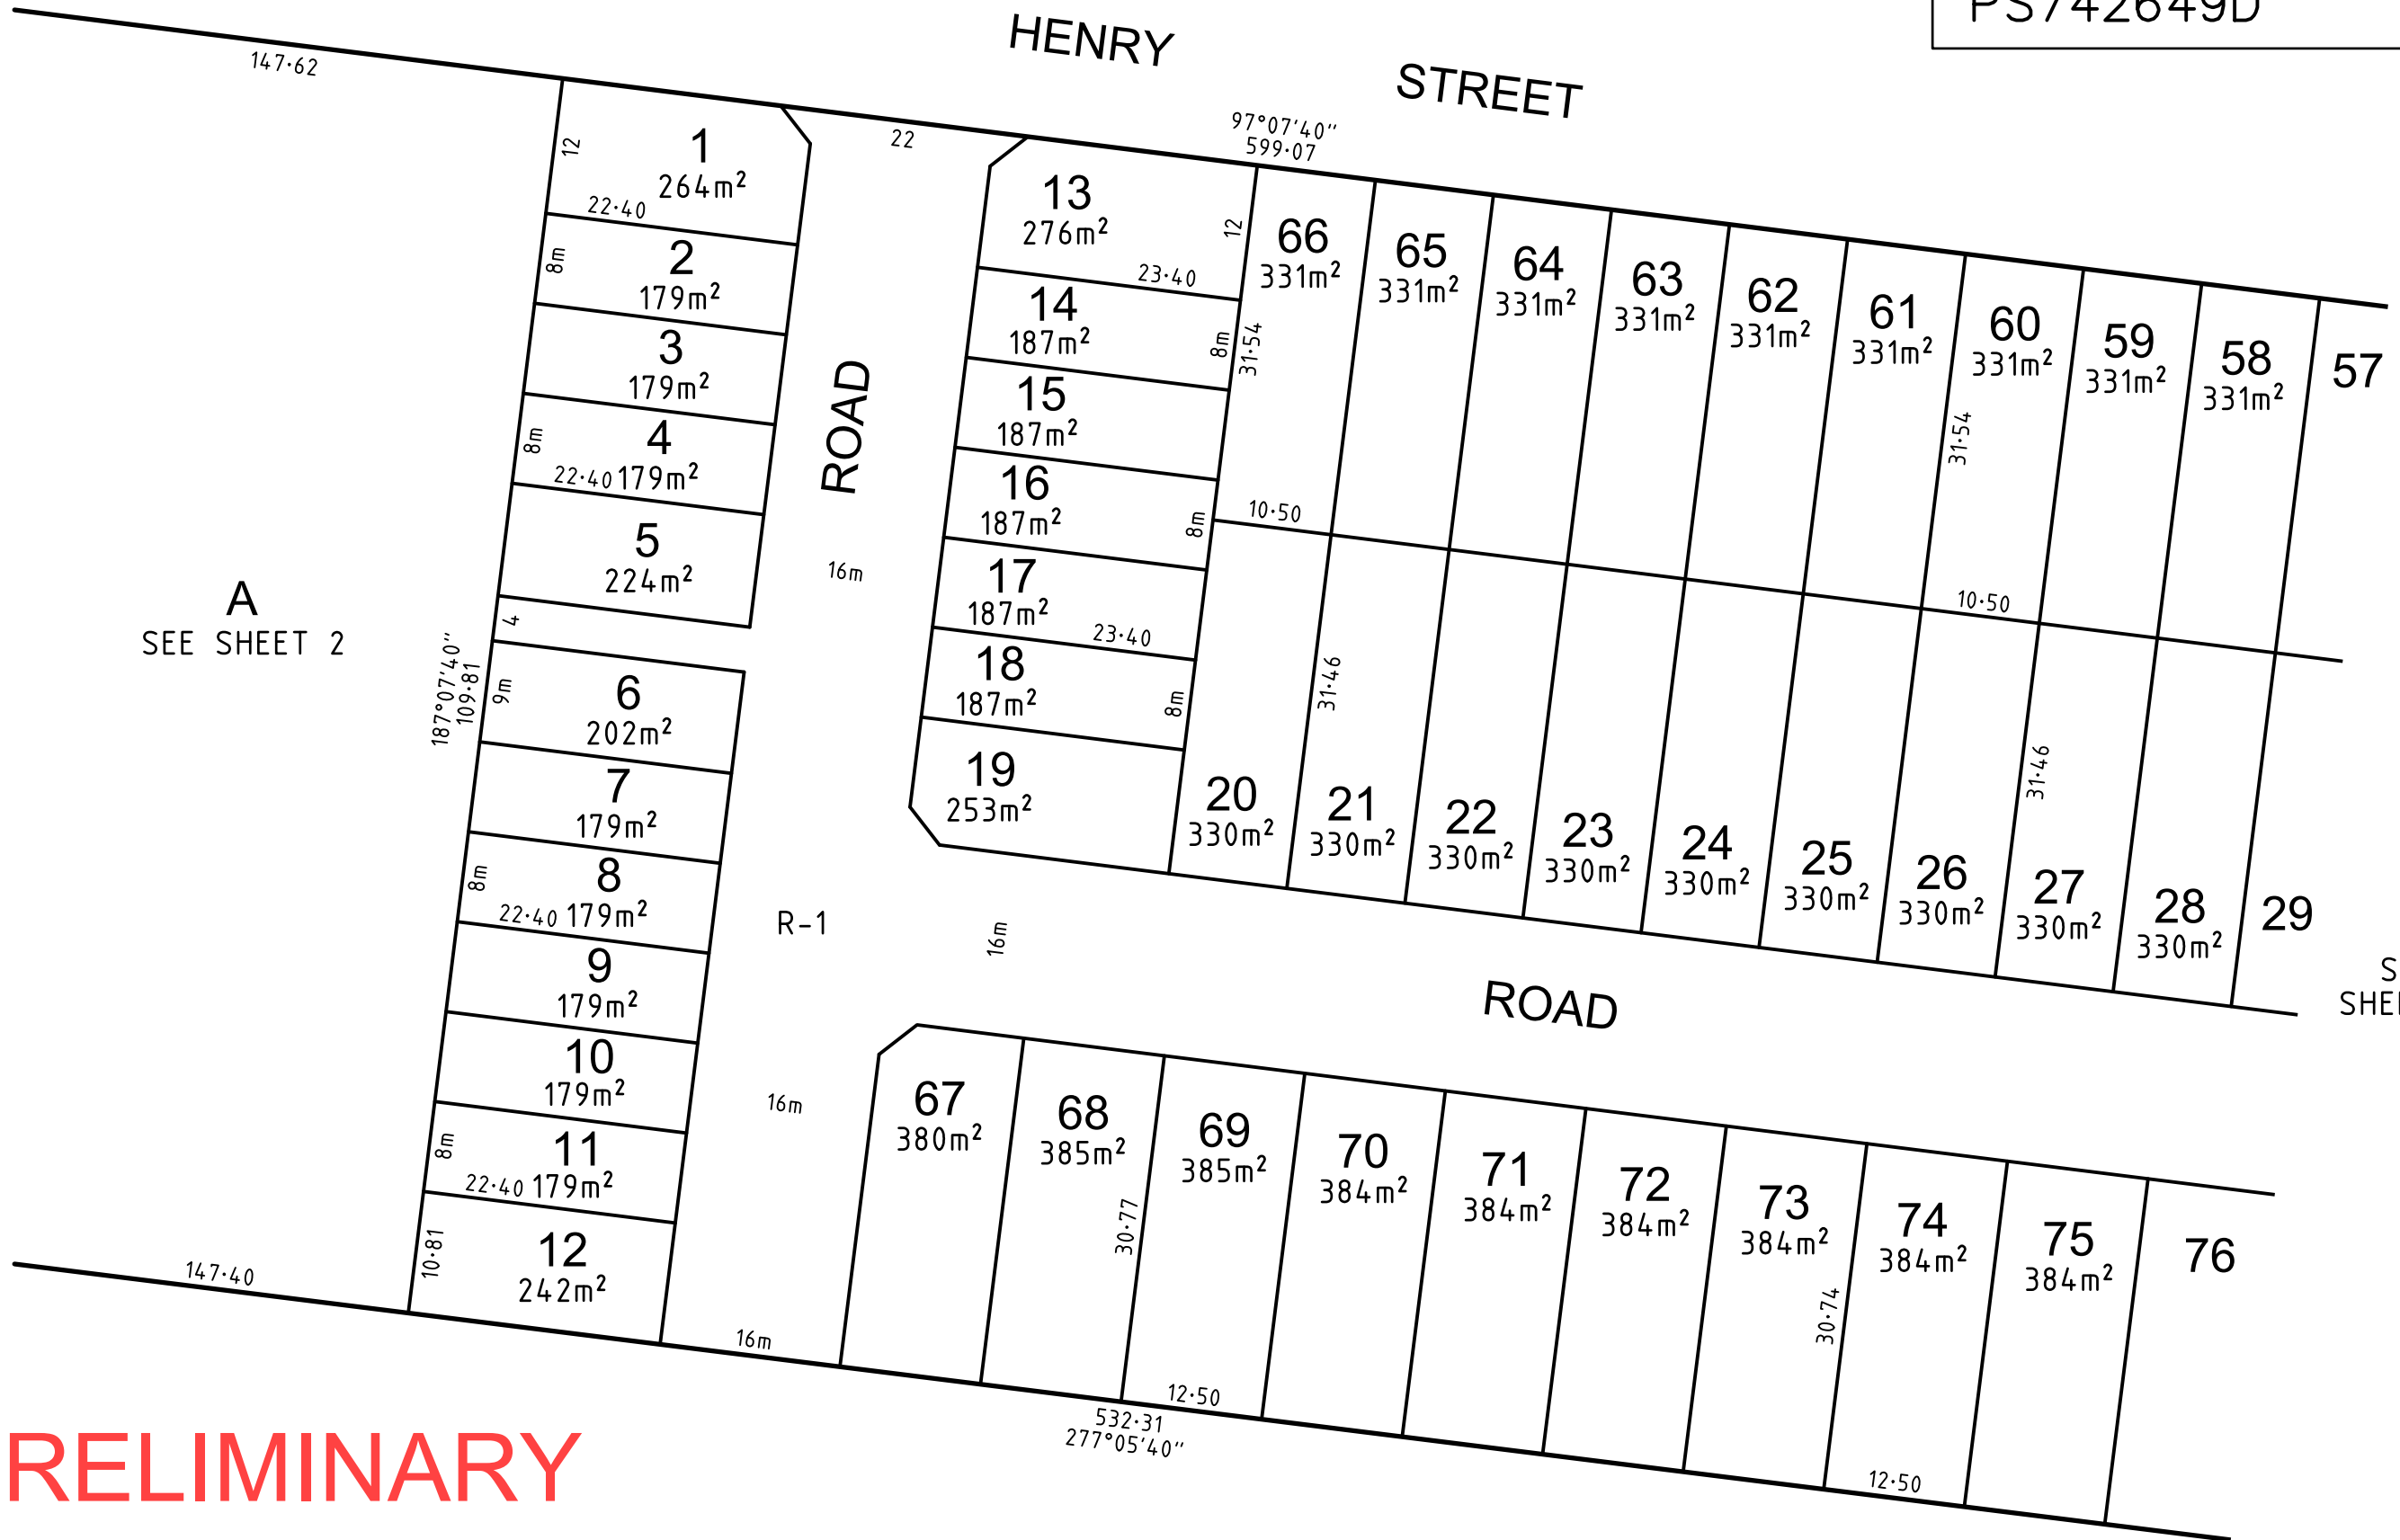 PS742649D
HENRY STREET
147·62
22
97°07'40"
599·07
1
264m²
12
22·40
2
179m²
8m
3
179m²
4
179m²
8m
22·40
5
224m²
4
6
202m²
9m
7
179m²
8
179m²
8m
22·40
9
179m²
10
179m²
11
179m²
8m
22·40
12
242m²
10·81
A
SEE SHEET 2
187°07'40"
109·81
147·40
ROAD
16m
R-1
16m
16m
16m
13
276m²
12
23·40
14
187m²
8m
31·54
15
187m²
16
187m²
8m
17
187m²
23·40
18
187m²
8m
19
253m²
66
331m²
65
331m²
64
331m²
63
331m²
62
331m²
61
331m²
60
331m²
59
331m²
58
331m²
57
31·54
10·50
10·50
31·46
31·46
20
330m²
21
330m²
22
330m²
23
330m²
24
330m²
25
330m²
26
330m²
27
330m²
28
330m²
29
ROAD
67
380m²
68
385m²
69
385m²
70
384m²
71
384m²
72
384m²
73
384m²
74
384m²
75
384m²
76
30·77
30·74
12·50
12·50
532·31
277°05'40"
RELIMINARY